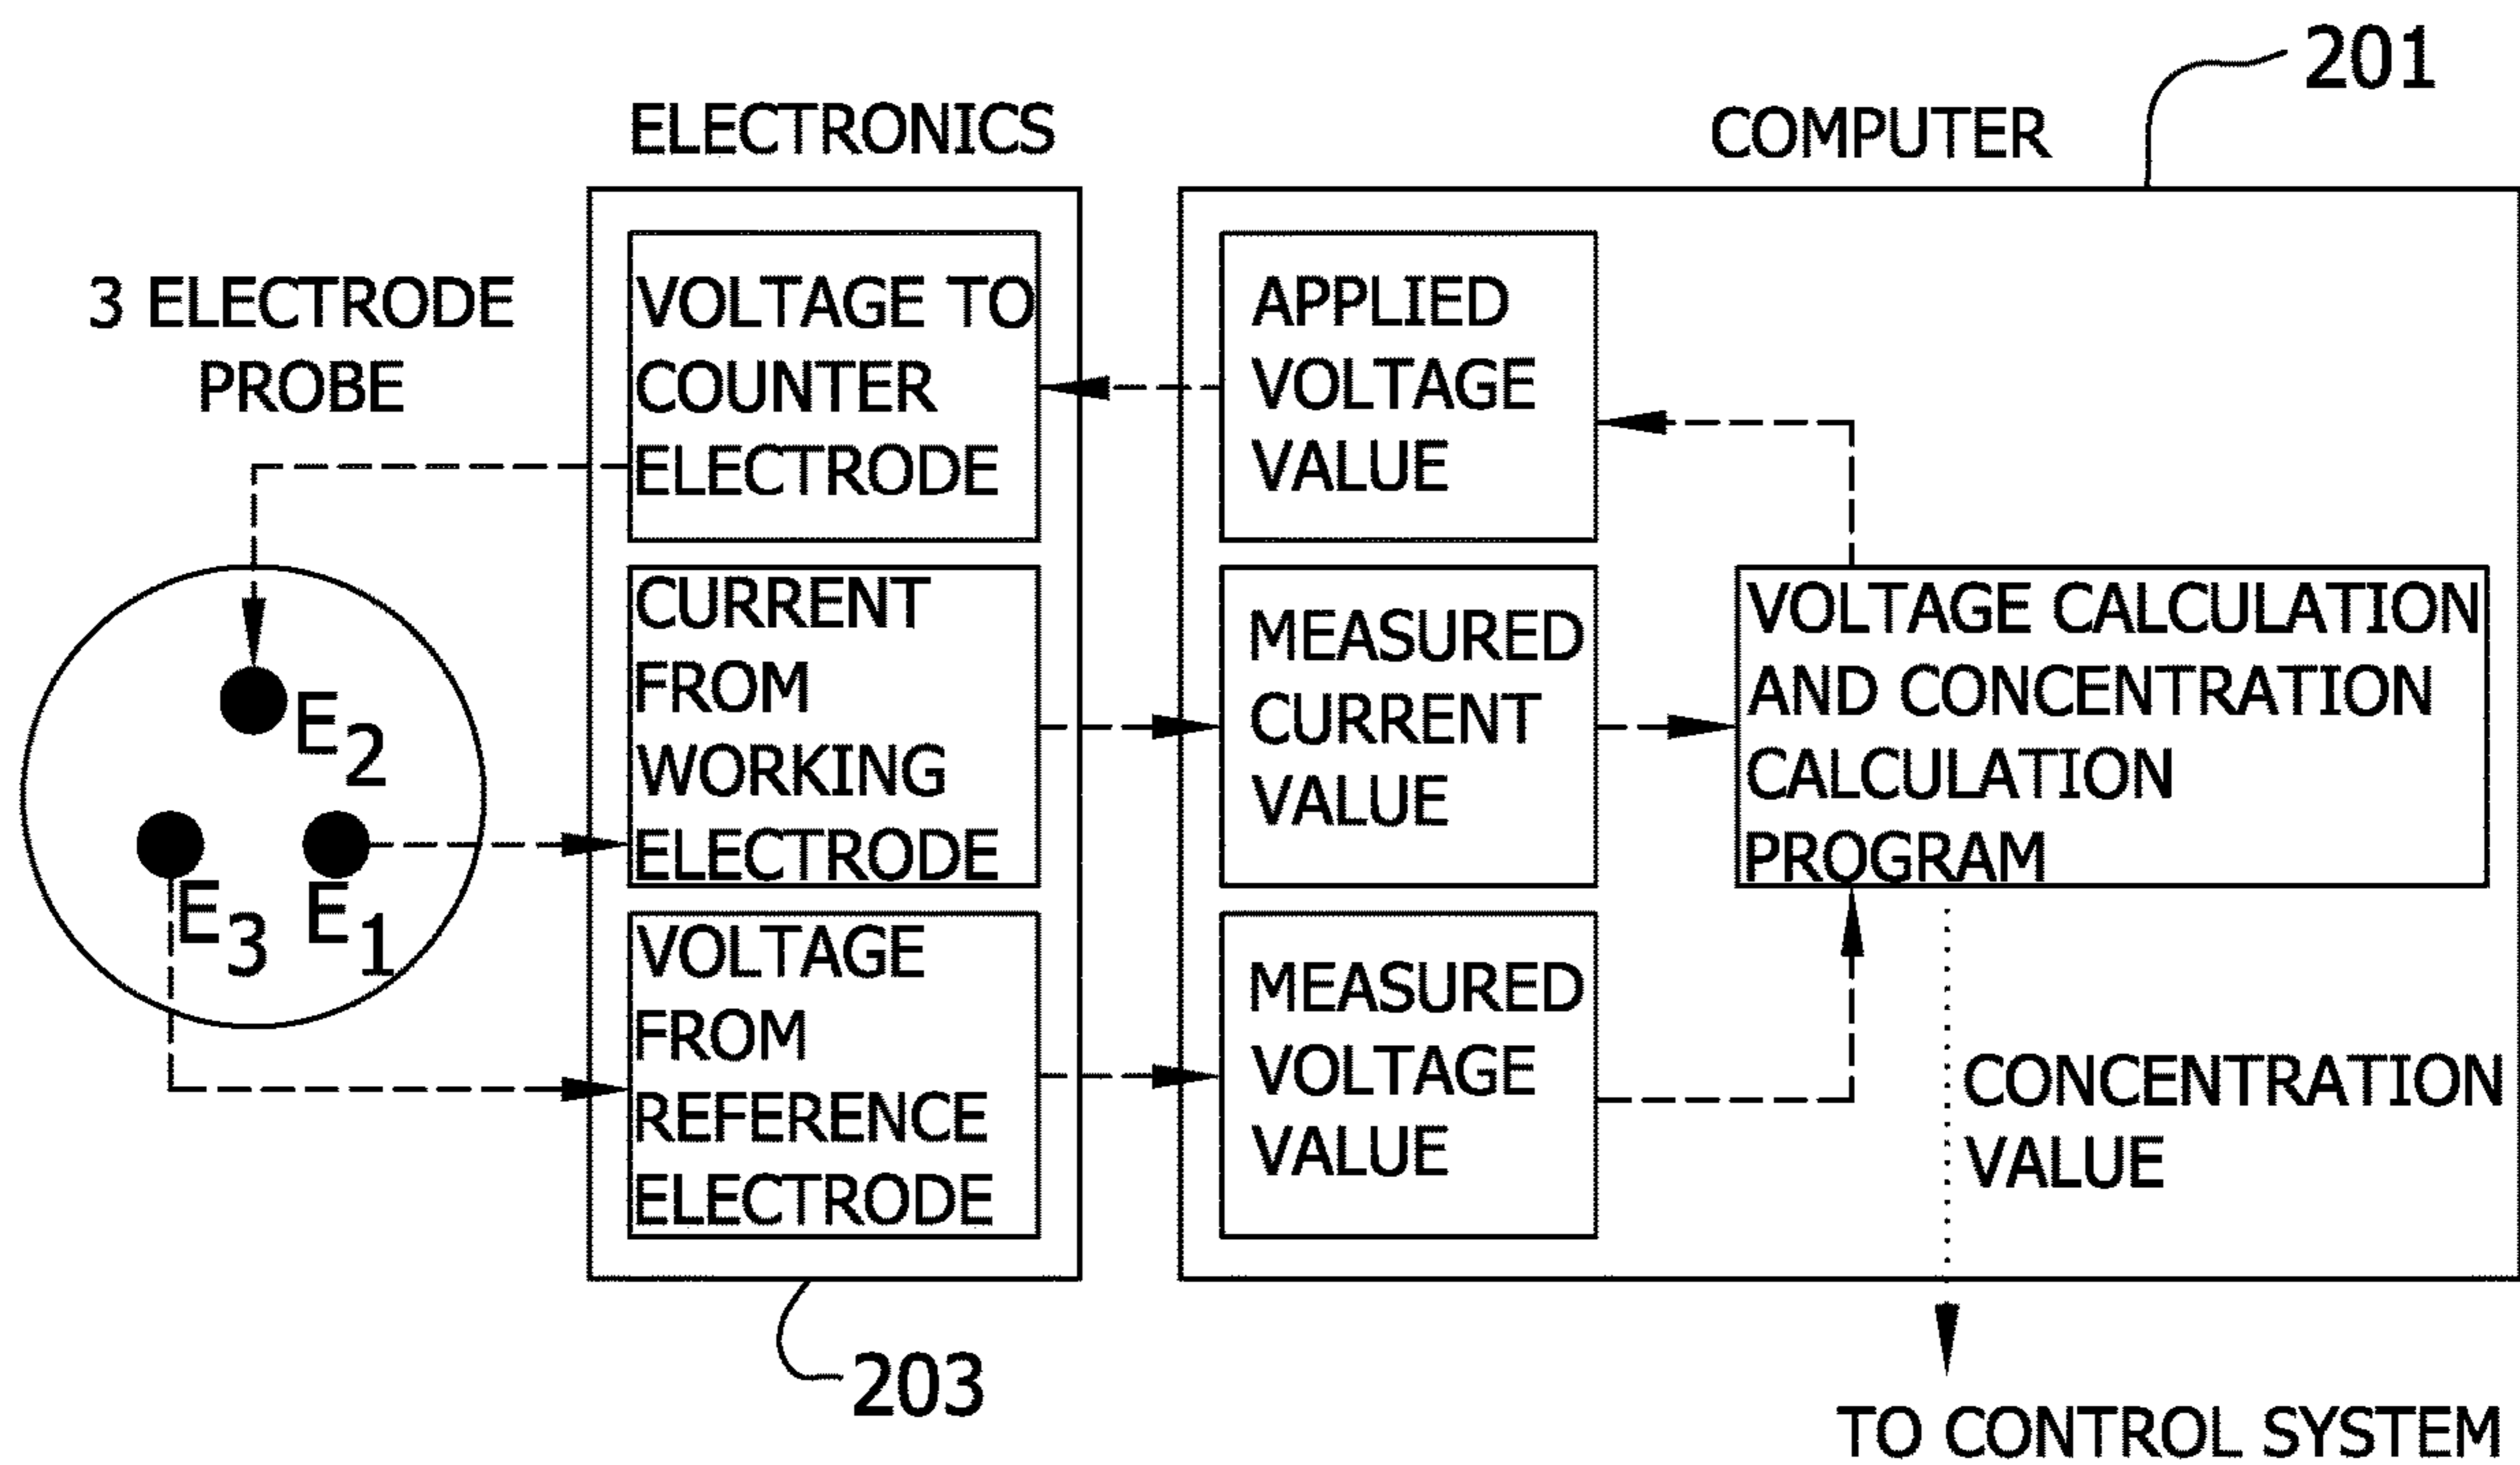 201
ELECTRONICS
COMPUTER
3 ELECTRODE
PROBE
VOLTAGE TO
COUNTER
ELECTRODE
APPLIED
VOLTAGE
VALUE
E2
E3
E1
CURRENT
FROM
WORKING
ELECTRODE
MEASURED
CURRENT
VALUE
VOLTAGE CALCULATION
AND CONCENTRATION
CALCULATION
PROGRAM
VOLTAGE
FROM
REFERENCE
ELECTRODE
MEASURED
VOLTAGE
VALUE
CONCENTRATION
VALUE
203
TO CONTROL SYSTEM